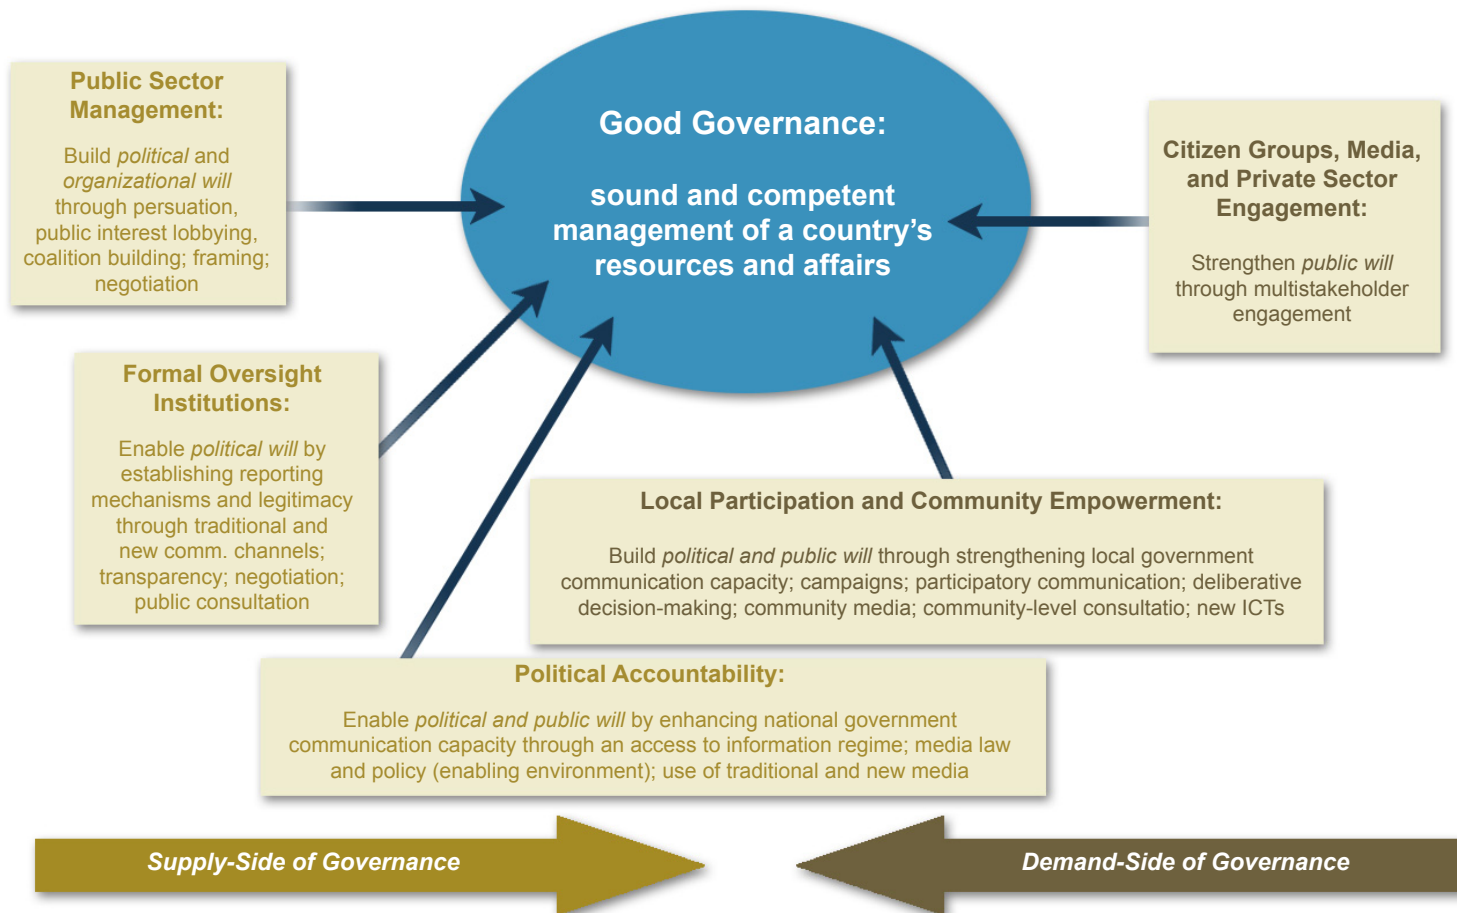 Public Sector
Management:
Build political and
organizational will
through persuation,
public interest lobbying,
coalition building; framing;
negotiation
Good Governance:
sound and competent
management of a country's
resources and affairs
Citizen Groups, Media,
and Private Sector
Engagement:
Strengthen public will
through multistakeholder
engagement
Formal Oversight
Institutions:
Enable political will by
establishing reporting
mechanisms and legitimacy
through traditional and
new comm. channels;
transparency; negotiation;
public consultation
Local Participation and Community Empowerment:
Build political and public will through strengthening local government
communication capacity; campaigns; participatory communication; deliberative
decision-making; community media; community-level consultatio; new ICTs
Political Accountability:
Enable political and public will by enhancing national government
communication capacity through an access to information regime; media law
and policy (enabling environment); use of traditional and new media
Supply-Side of Governance
Demand-Side of Governance